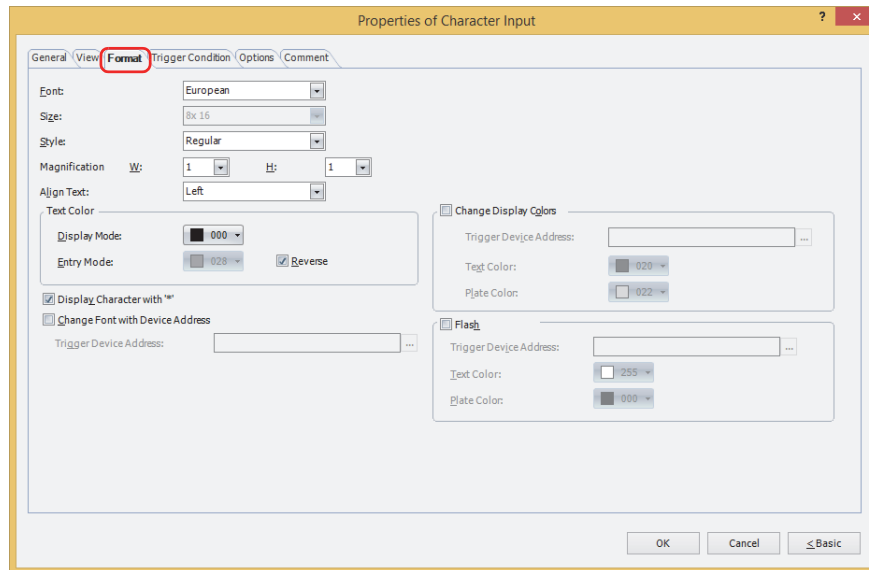 Properties of Character Input
? ×
General View Format Trigger Condition Options Comment
Font: European
Size: 8x 16
Style: Regular
Magnification W: 1 H: 1
Align Text: Left
Text Color
Display Mode: 000
Entry Mode: 028 Reverse
Display Character with '*'
Change Font with Device Address
Trigger Device Address: ...
Change Display Colors
Trigger Device Address: ...
Text Color: 020
Plate Color: 022
Flash
Trigger Device Address: ...
Text Color: 255
Plate Color: 000
OK Cancel < Basic